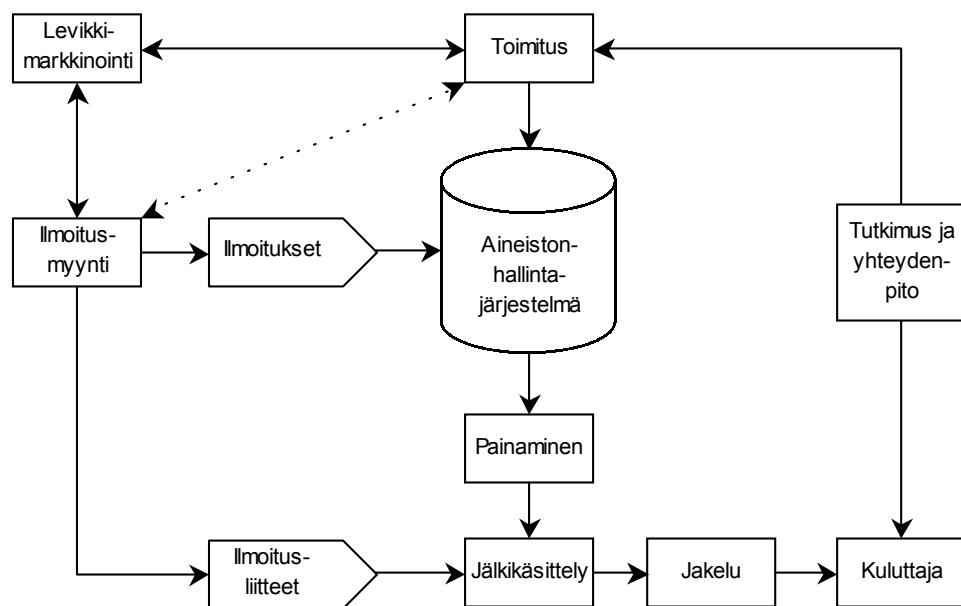 Levikki-
markkinointi
Toimitus
Ilmoitus-
myynti
Ilmoitukset
Aineiston-
hallinta-
järjestelmä
Tutkimus ja
yhteyden-
pito
Painaminen
Ilmoitus-
liitteet
Jälkikäsittely
Jakelu
Kuluttaja